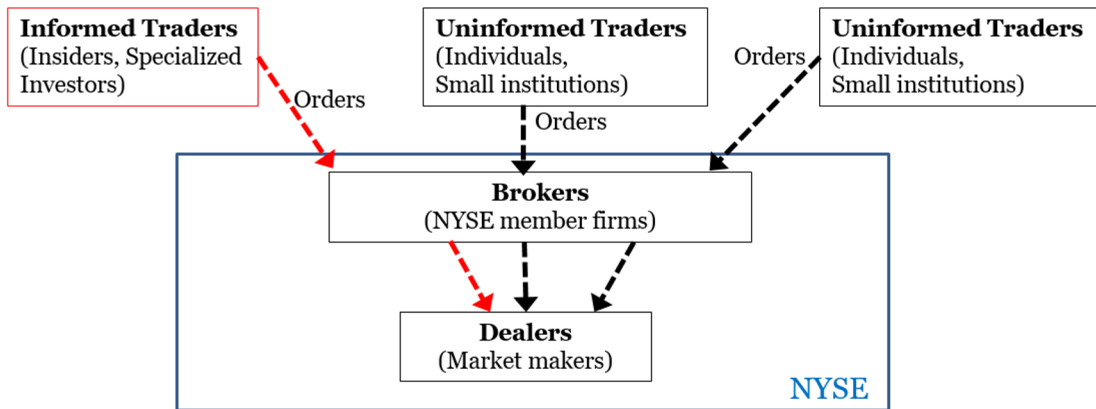 Informed Traders
(Insiders, Specialized
Investors)
Orders
Uninformed Traders
(Individuals,
Small institutions)
Orders
Orders
Uninformed Traders
(Individuals,
Small institutions)
Brokers
(NYSE member firms)
Dealers
(Market makers)
NYSE